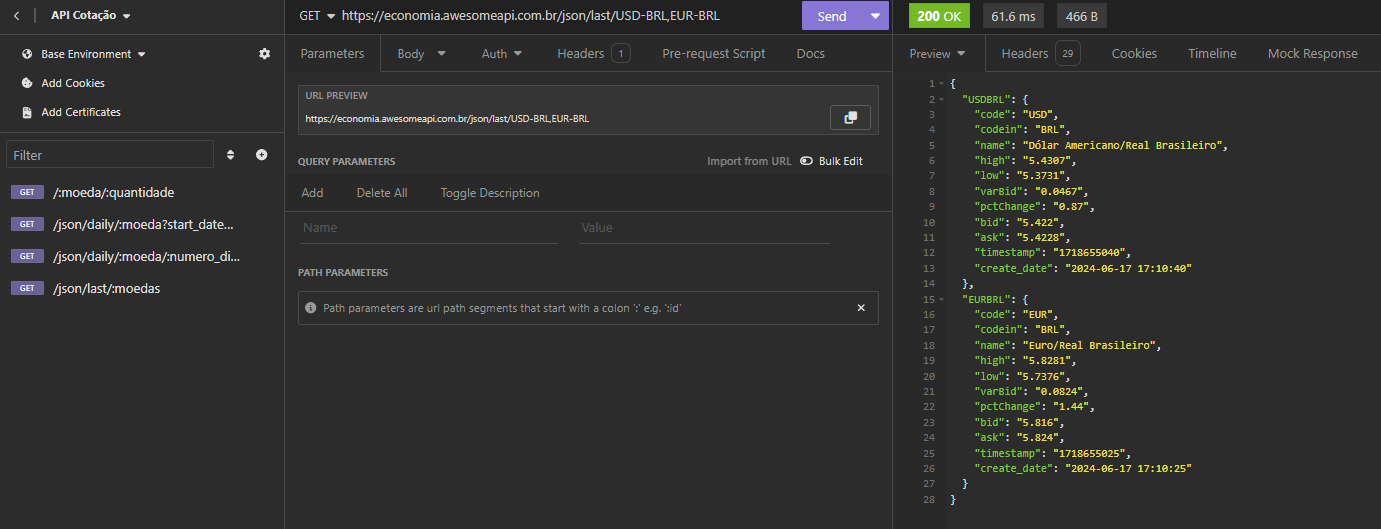 API Cotação
Base Environment
Add Cookies
Add Certificates
Filter
GET /:moeda/:quantidade
GET /json/daily/:moeda?start_date...
GET /json/daily/:moeda/:numero_di...
GET /json/last/:moedas
GET https://economia.awesomeapi.com.br/json/last/USD-BRL,EUR-BRL Send
Parameters Body Auth Headers 1 Pre-request Script Docs
URL PREVIEW
https://economia.awesomeapi.com.br/json/last/USD-BRL,EUR-BRL
QUERY PARAMETERS Import from URL Bulk Edit
Add Delete All Toggle Description
Name Value
PATH PARAMETERS
Path parameters are url path segments that start with a colon ':' e.g. ':id'
200 OK 61.6 ms 466 B
Preview Headers 29 Cookies Timeline Mock Response
1 {
2 "USDBRL": {
3 "code": "USD",
4 "codein": "BRL",
5 "name": "Dólar Americano/Real Brasileiro",
6 "high": "5.4307",
7 "low": "5.3731",
8 "varBid": "0.0467",
9 "pctChange": "0.87",
10 "bid": "5.422",
11 "ask": "5.4228",
12 "timestamp": "1718655040",
13 "create_date": "2024-06-17 17:10:40"
14 },
15 "EURBRL": {
16 "code": "EUR",
17 "codein": "BRL",
18 "name": "Euro/Real Brasileiro",
19 "high": "5.8281",
20 "low": "5.7376",
21 "varBid": "0.0824",
22 "pctChange": "1.44",
23 "bid": "5.816",
24 "ask": "5.824",
25 "timestamp": "1718655025",
26 "create_date": "2024-06-17 17:10:25"
27 }
28 }